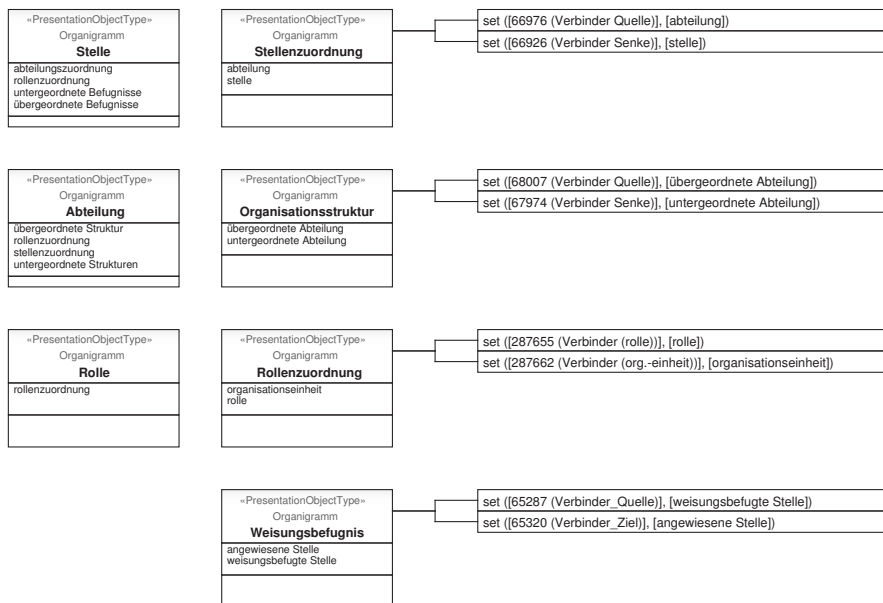 «PresentationObjectType»
Organigramm
Stelle
abteilungszuordnung
rollenzuordnung
untergeordnete Befugnisse
übergeordnete Befugnisse
«PresentationObjectType»
Organigramm
Stellenzuordnung
abteilung
stelle
set ([66976 (Verbinder Quelle)], [abteilung])
set ([66926 (Verbinder Senke)], [stelle])
«PresentationObjectType»
Organigramm
Abteilung
übergeordnete Struktur
rollenzuordnung
stellenzuordnung
untergeordnete Strukturen
«PresentationObjectType»
Organigramm
Organisationsstruktur
übergeordnete Abteilung
untergeordnete Abteilung
set ([68007 (Verbinder Quelle)], [übergeordnete Abteilung])
set ([67974 (Verbinder Senke)], [untergeordnete Abteilung])
«PresentationObjectType»
Organigramm
Rolle
rollenzuordnung
«PresentationObjectType»
Organigramm
Rollenzuordnung
organisationseinheit
rolle
set ([287655 (Verbinder (rolle))], [rolle])
set ([287662 (Verbinder (org.-einheit))], [organisationseinheit])
«PresentationObjectType»
Organigramm
Weisungsbefugnis
angewiesene Stelle
weisungsbefugte Stelle
set ([65287 (Verbinder_Quelle)], [weisungsbefugte Stelle])
set ([65320 (Verbinder_Ziel)], [angewiesene Stelle])